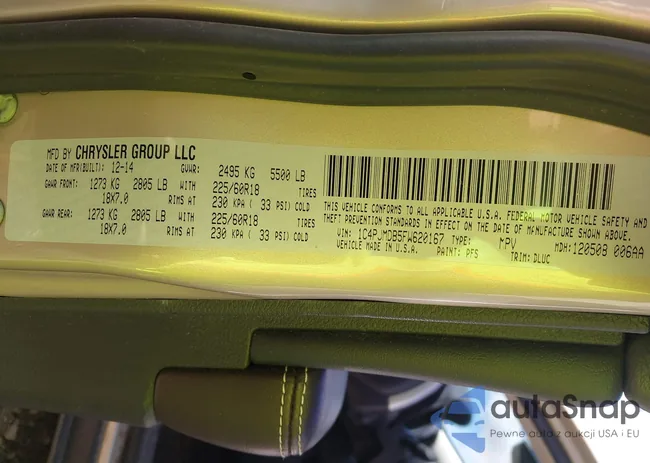 MFD BY CHRYSLER GROUP LLC
DATE OF MFR(BUILT): 12-14 GVWR: 2495 KG 5500 LB
GAWR FRONT: 1273 KG 2805 LB WITH 225/60R18 TIRES
18X7.0 RIMS AT 230 KPA ( 33 PSI) COLD
GAWR REAR: 1273 KG 2805 LB WITH 225/60R18 TIRES
18X7.0 RIMS AT 230 KPA ( 33 PSI) COLD
THIS VEHICLE CONFORMS TO ALL APPLICABLE U.S.A. FEDERAL MOTOR VEHICLE SAFETY AND
THEFT PREVENTION STANDARDS IN EFFECT ON THE DATE OF MANUFACTURE SHOWN ABOVE.
VIN: 1C4PJMDB5FW620167 TYPE: MPV MDH: 120508 006AA
VEHICLE MADE IN U.S.A. PAINT: PFS TRIM: DLUC
autaSnap
Pewne auta z aukcji USA i EU